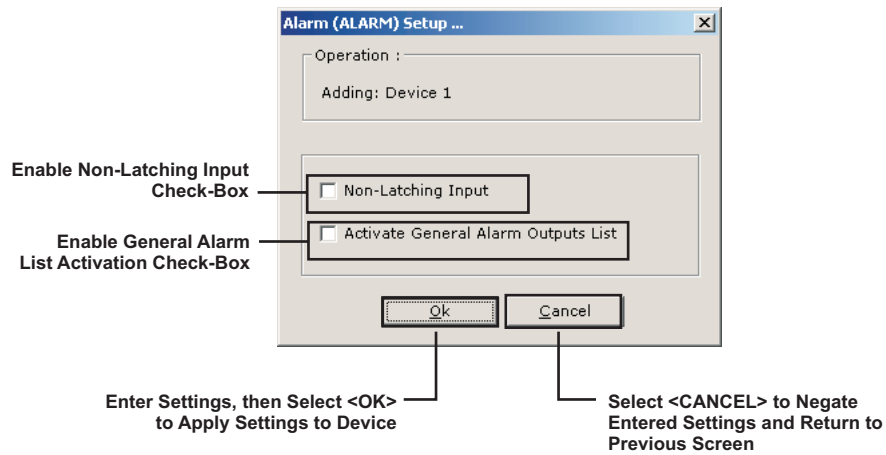 Alarm (ALARM) Setup ...
Operation :
Adding: Device 1
Enable Non-Latching Input
Check-Box
Non-Latching Input
Enable General Alarm
List Activation Check-Box
Activate General Alarm Outputs List
Ok
Cancel
Enter Settings, then Select <OK>
to Apply Settings to Device
Select <CANCEL> to Negate
Entered Settings and Return to
Previous Screen